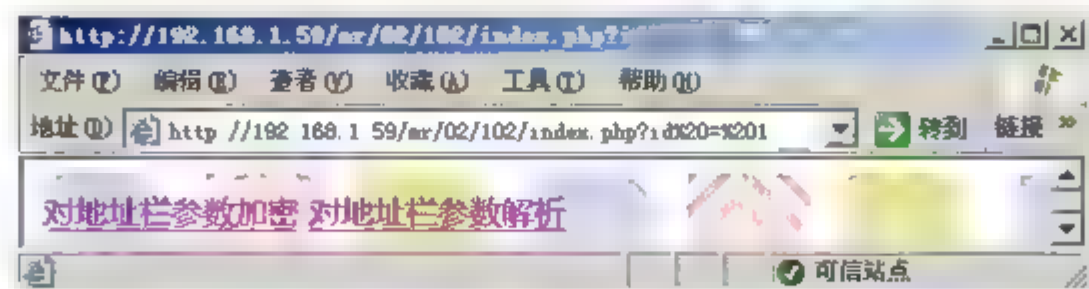 http://192.168.1.59/mr/02/102/index.php?i
文件(F) 编辑(E) 查看(V) 收藏(A) 工具(T) 帮助(H)
地址(D) http //192 168.1 59/mr/02/102/index.php?id%20=%201 转到 链接 »
对地址栏参数加密 对地址栏参数解析
可信站点